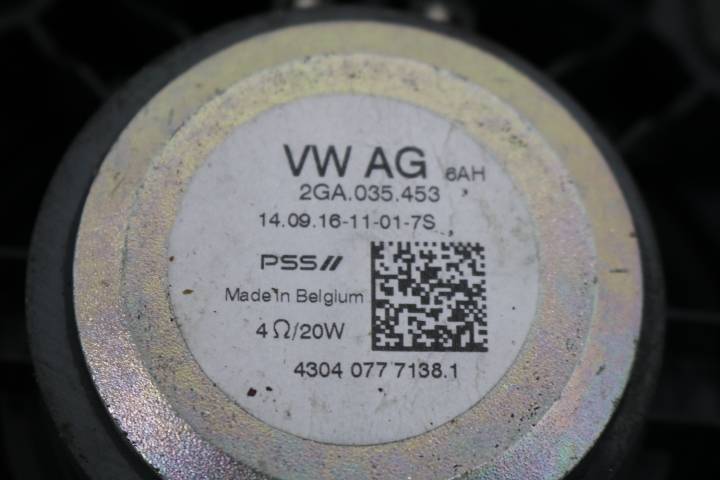 VW AG 6AH
2GA.035.453
14.09.16-11-01-7S
PSS//
Made in Belgium
4Ω/20W
4304 077 7138.1